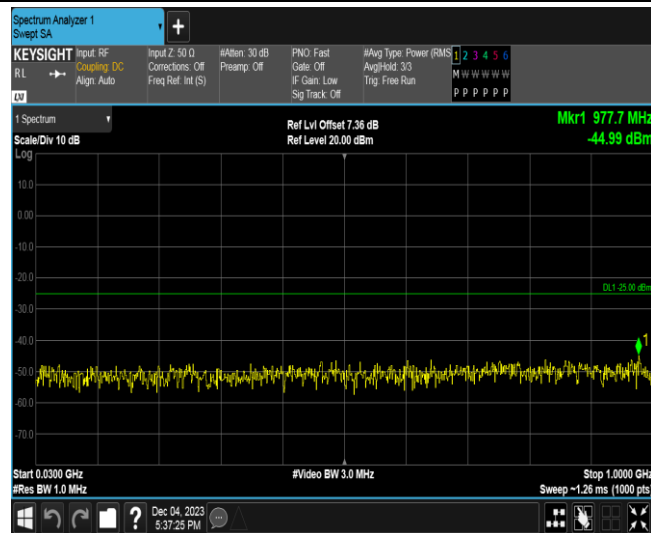 Spectrum Analyzer 1
Swept SA
KEYSIGHT
RL
LXI
Input: RF
Coupling: DC
Align: Auto
Input Z: 50 Ω
Corrections: Off
Freq Ref: Int (S)
#Atten: 30 dB
Preamp: Off
PNO: Fast
Gate: Off
IF Gain: Low
Sig Track: Off
#Avg Type: Power (RMS
Avg|Hold: 3/3
Trig: Free Run
1 2 3 4 5 6
M W W W W W
P P P P P P
1 Spectrum
Scale/Div 10 dB
Log
Ref Lvl Offset 7.36 dB
Ref Level 20.00 dBm
Mkr1 977.7 MHz
-44.99 dBm
10.0
0.00
-10.0
-20.0
DL1 -25.00 dBm
-30.0
-40.0
1
-50.0
-60.0
-70.0
Start 0.0300 GHz
#Res BW 1.0 MHz
#Video BW 3.0 MHz
Stop 1.0000 GHz
Sweep ~1.26 ms (1000 pts)
?
Dec 04, 2023
5:37:25 PM